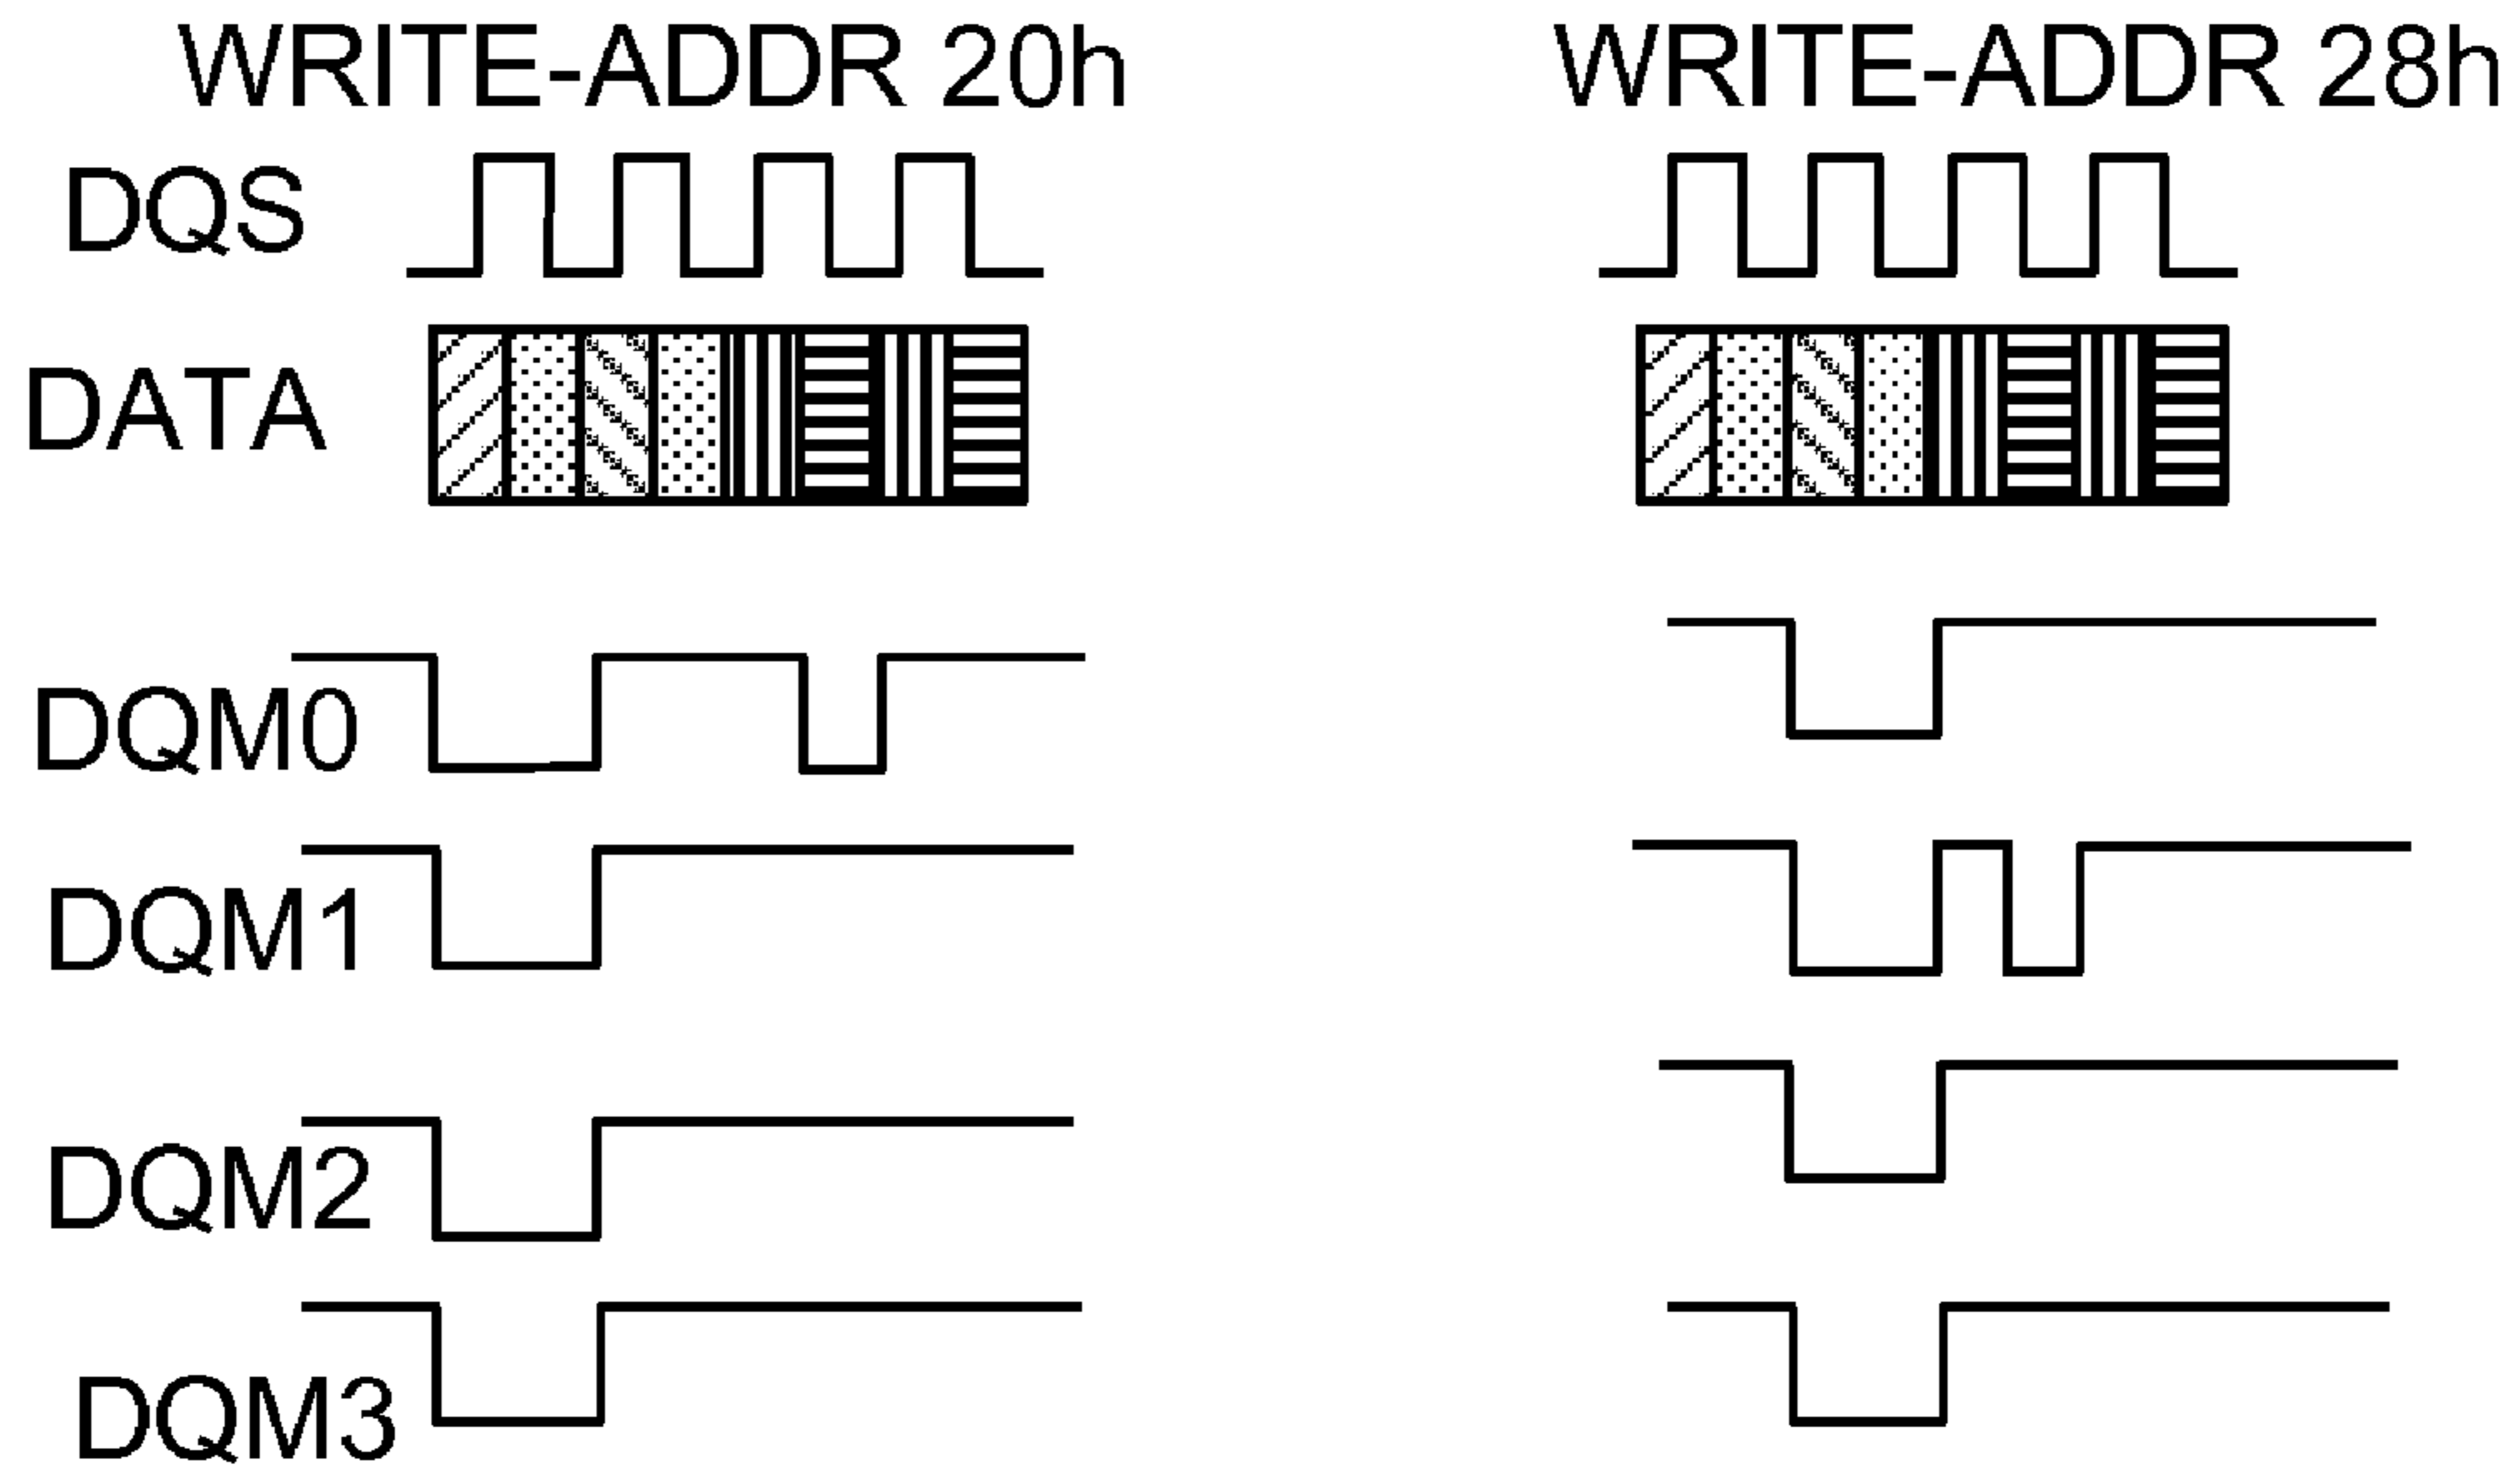 WRITE-ADDR 20h
WRITE-ADDR 28h
DQS
DATA
DQM0
DQM1
DQM2
DQM3